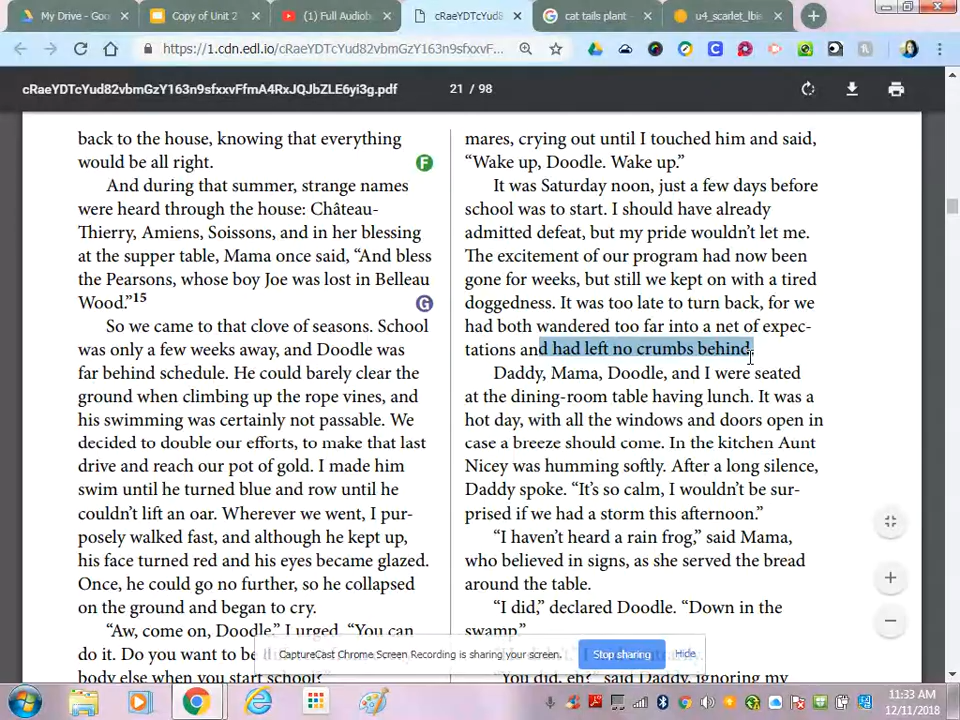 My Drive - Goo
Copy of Unit 2
(1) Full Audiob
cRaeYDTcYud8
cat tails plant -
u4_scarlet_lbis
https://1.cdn.edl.io/cRaeYDTcYud82vbmGzY163n9sfx...
cRaeYDTcYud82vbmGzY163n9sfxxvFfmA4RxJQJbZLE6yi3g.pdf
21 / 98
back to the house, knowing that everything
would be all right.
F
And during that summer, strange names
were heard through the house: Château-
Thierry, Amiens, Soissons, and in her blessing
at the supper table, Mama once said, “And bless
the Pearsons, whose boy Joe was lost in Belleau
Wood.”15
G
So we came to that clove of seasons. School
was only a few weeks away, and Doodle was
far behind schedule. He could barely clear the
ground when climbing up the rope vines, and
his swimming was certainly not passable. We
decided to double our efforts, to make that last
drive and reach our pot of gold. I made him
swim until he turned blue and row until he
couldn’t lift an oar. Wherever we went, I pur-
posely walked fast, and although he kept up,
his face turned red and his eyes became glazed.
Once, he could go no further, so he collapsed
on the ground and began to cry.
“Aw, come on, Doodle,” I urged. “You can
do it. Do you want to be
body else when you start school?”
mares, crying out until I touched him and said,
“Wake up, Doodle. Wake up.”
It was Saturday noon, just a few days before
school was to start. I should have already
admitted defeat, but my pride wouldn’t let me.
The excitement of our program had now been
gone for weeks, but still we kept on with a tired
doggedness. It was too late to turn back, for we
had both wandered too far into a net of expec-
tations and had left no crumbs behind.
Daddy, Mama, Doodle, and I were seated
at the dining-room table having lunch. It was a
hot day, with all the windows and doors open in
case a breeze should come. In the kitchen Aunt
Nicey was humming softly. After a long silence,
Daddy spoke. “It’s so calm, I wouldn’t be sur-
prised if we had a storm this afternoon.”
“I haven’t heard a rain frog,” said Mama,
who believed in signs, as she served the bread
around the table.
“I did,” declared Doodle. “Down in the
swamp.”
“You did, eh?” said Daddy, ignoring my
CaptureCast Chrome Screen Recording is sharing your screen.
Stop sharing
Hide
11:33 AM
12/11/2018